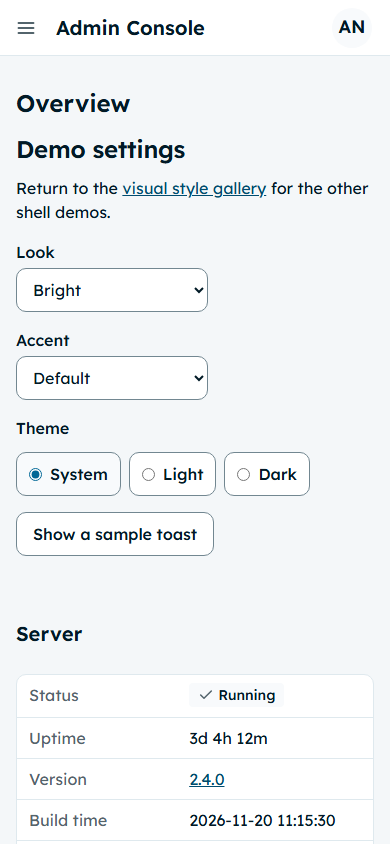 Admin Console
AN
Overview
Demo settings
Return to the visual style gallery for the other
shell demos.
Look
Bright
Accent
Default
Theme
System
Light
Dark
Show a sample toast
Server
Status
Running
Uptime
3d 4h 12m
Version
2.4.0
Build time
2026-11-20 11:15:30